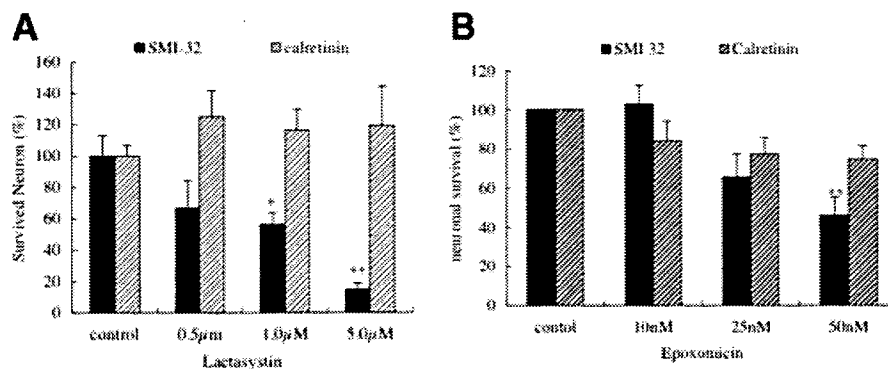 A
SMI-32 calretinin
Survived Neuron (%)
160
140
120
100
80
60
40
20
0
* **
control 0.5µm 1.0µM 5.0µM
Lactasystin
B
SMI 32 Calretinin
neuronal survival (%)
120
100
80
60
40
20
0
**
contol 10nM 25nM 50nM
Epoxomicin